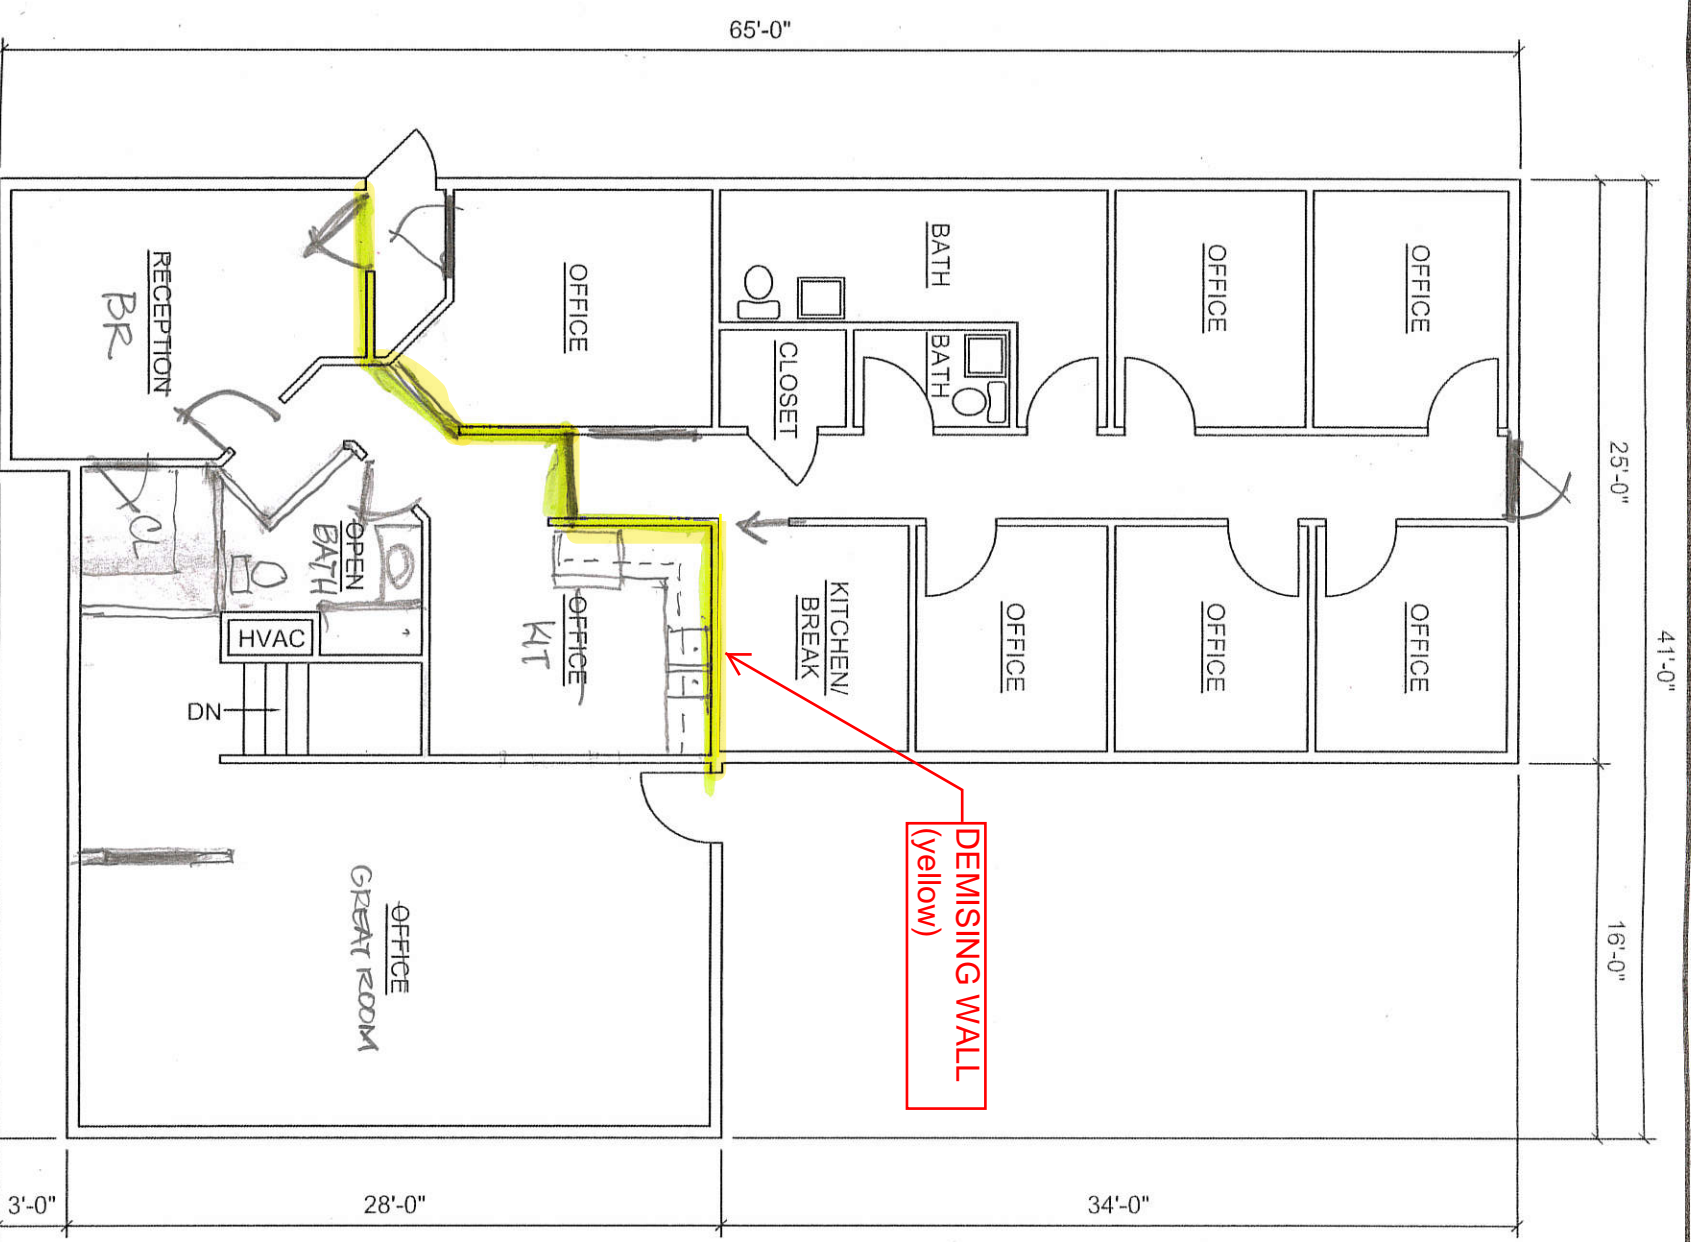 65'-0"
RECEPTION
BR
OFFICE
BATH
OFFICE
OFFICE
CLOSET
BATH
25'-0"
41'-0"
CL
OPEN
BATH
HVAC
DN
OFFICE
KIT
KITCHEN/
BREAK
OFFICE
OFFICE
OFFICE
DEMISING WALL
(yellow)
OFFICE
GREAT ROOM
16'-0"
3'-0"
28'-0"
34'-0"